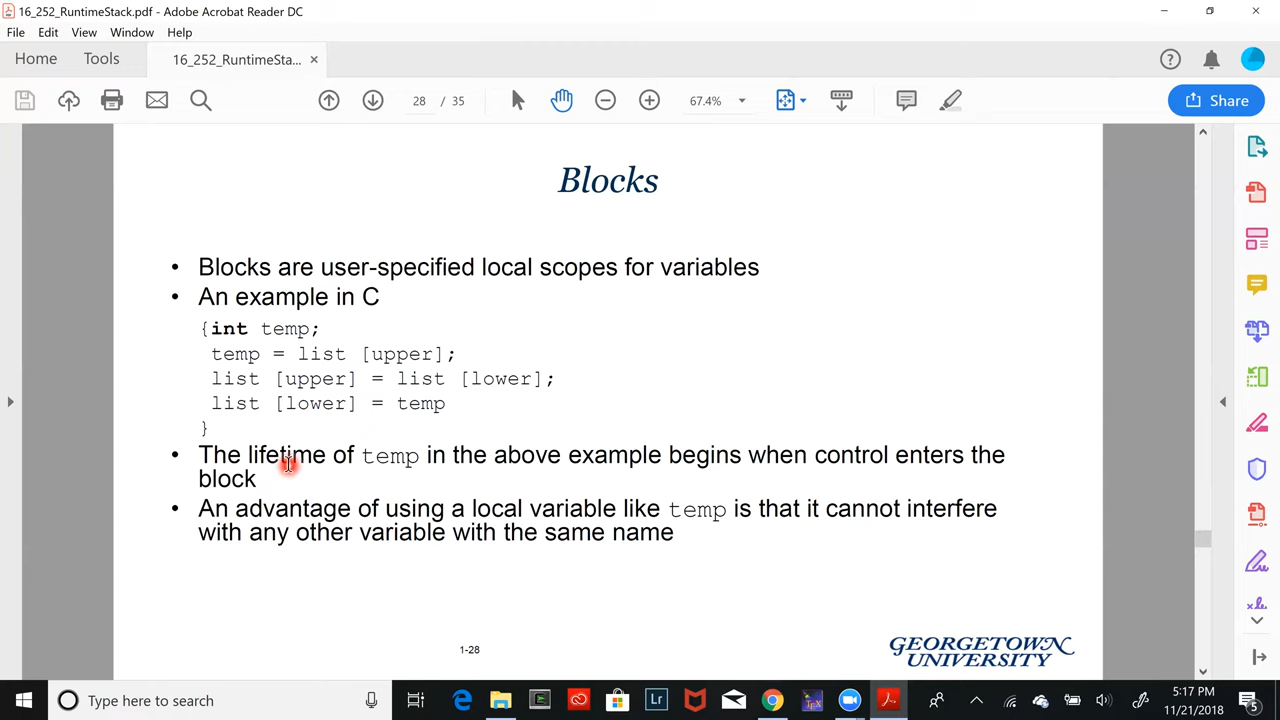 16_252_RuntimeStack.pdf - Adobe Acrobat Reader DC
File Edit View Window Help
Home Tools 16_252_RuntimeSta... ×
28 / 35 67.4% Share
Blocks
• Blocks are user-specified local scopes for variables
• An example in C
{int temp;
temp = list [upper];
list [upper] = list [lower];
list [lower] = temp
}
• The lifetime of temp in the above example begins when control enters the
block
• An advantage of using a local variable like temp is that it cannot interfere
with any other variable with the same name
1-28
GEORGETOWN
UNIVERSITY
Type here to search
Lr
5:17 PM
11/21/2018
5